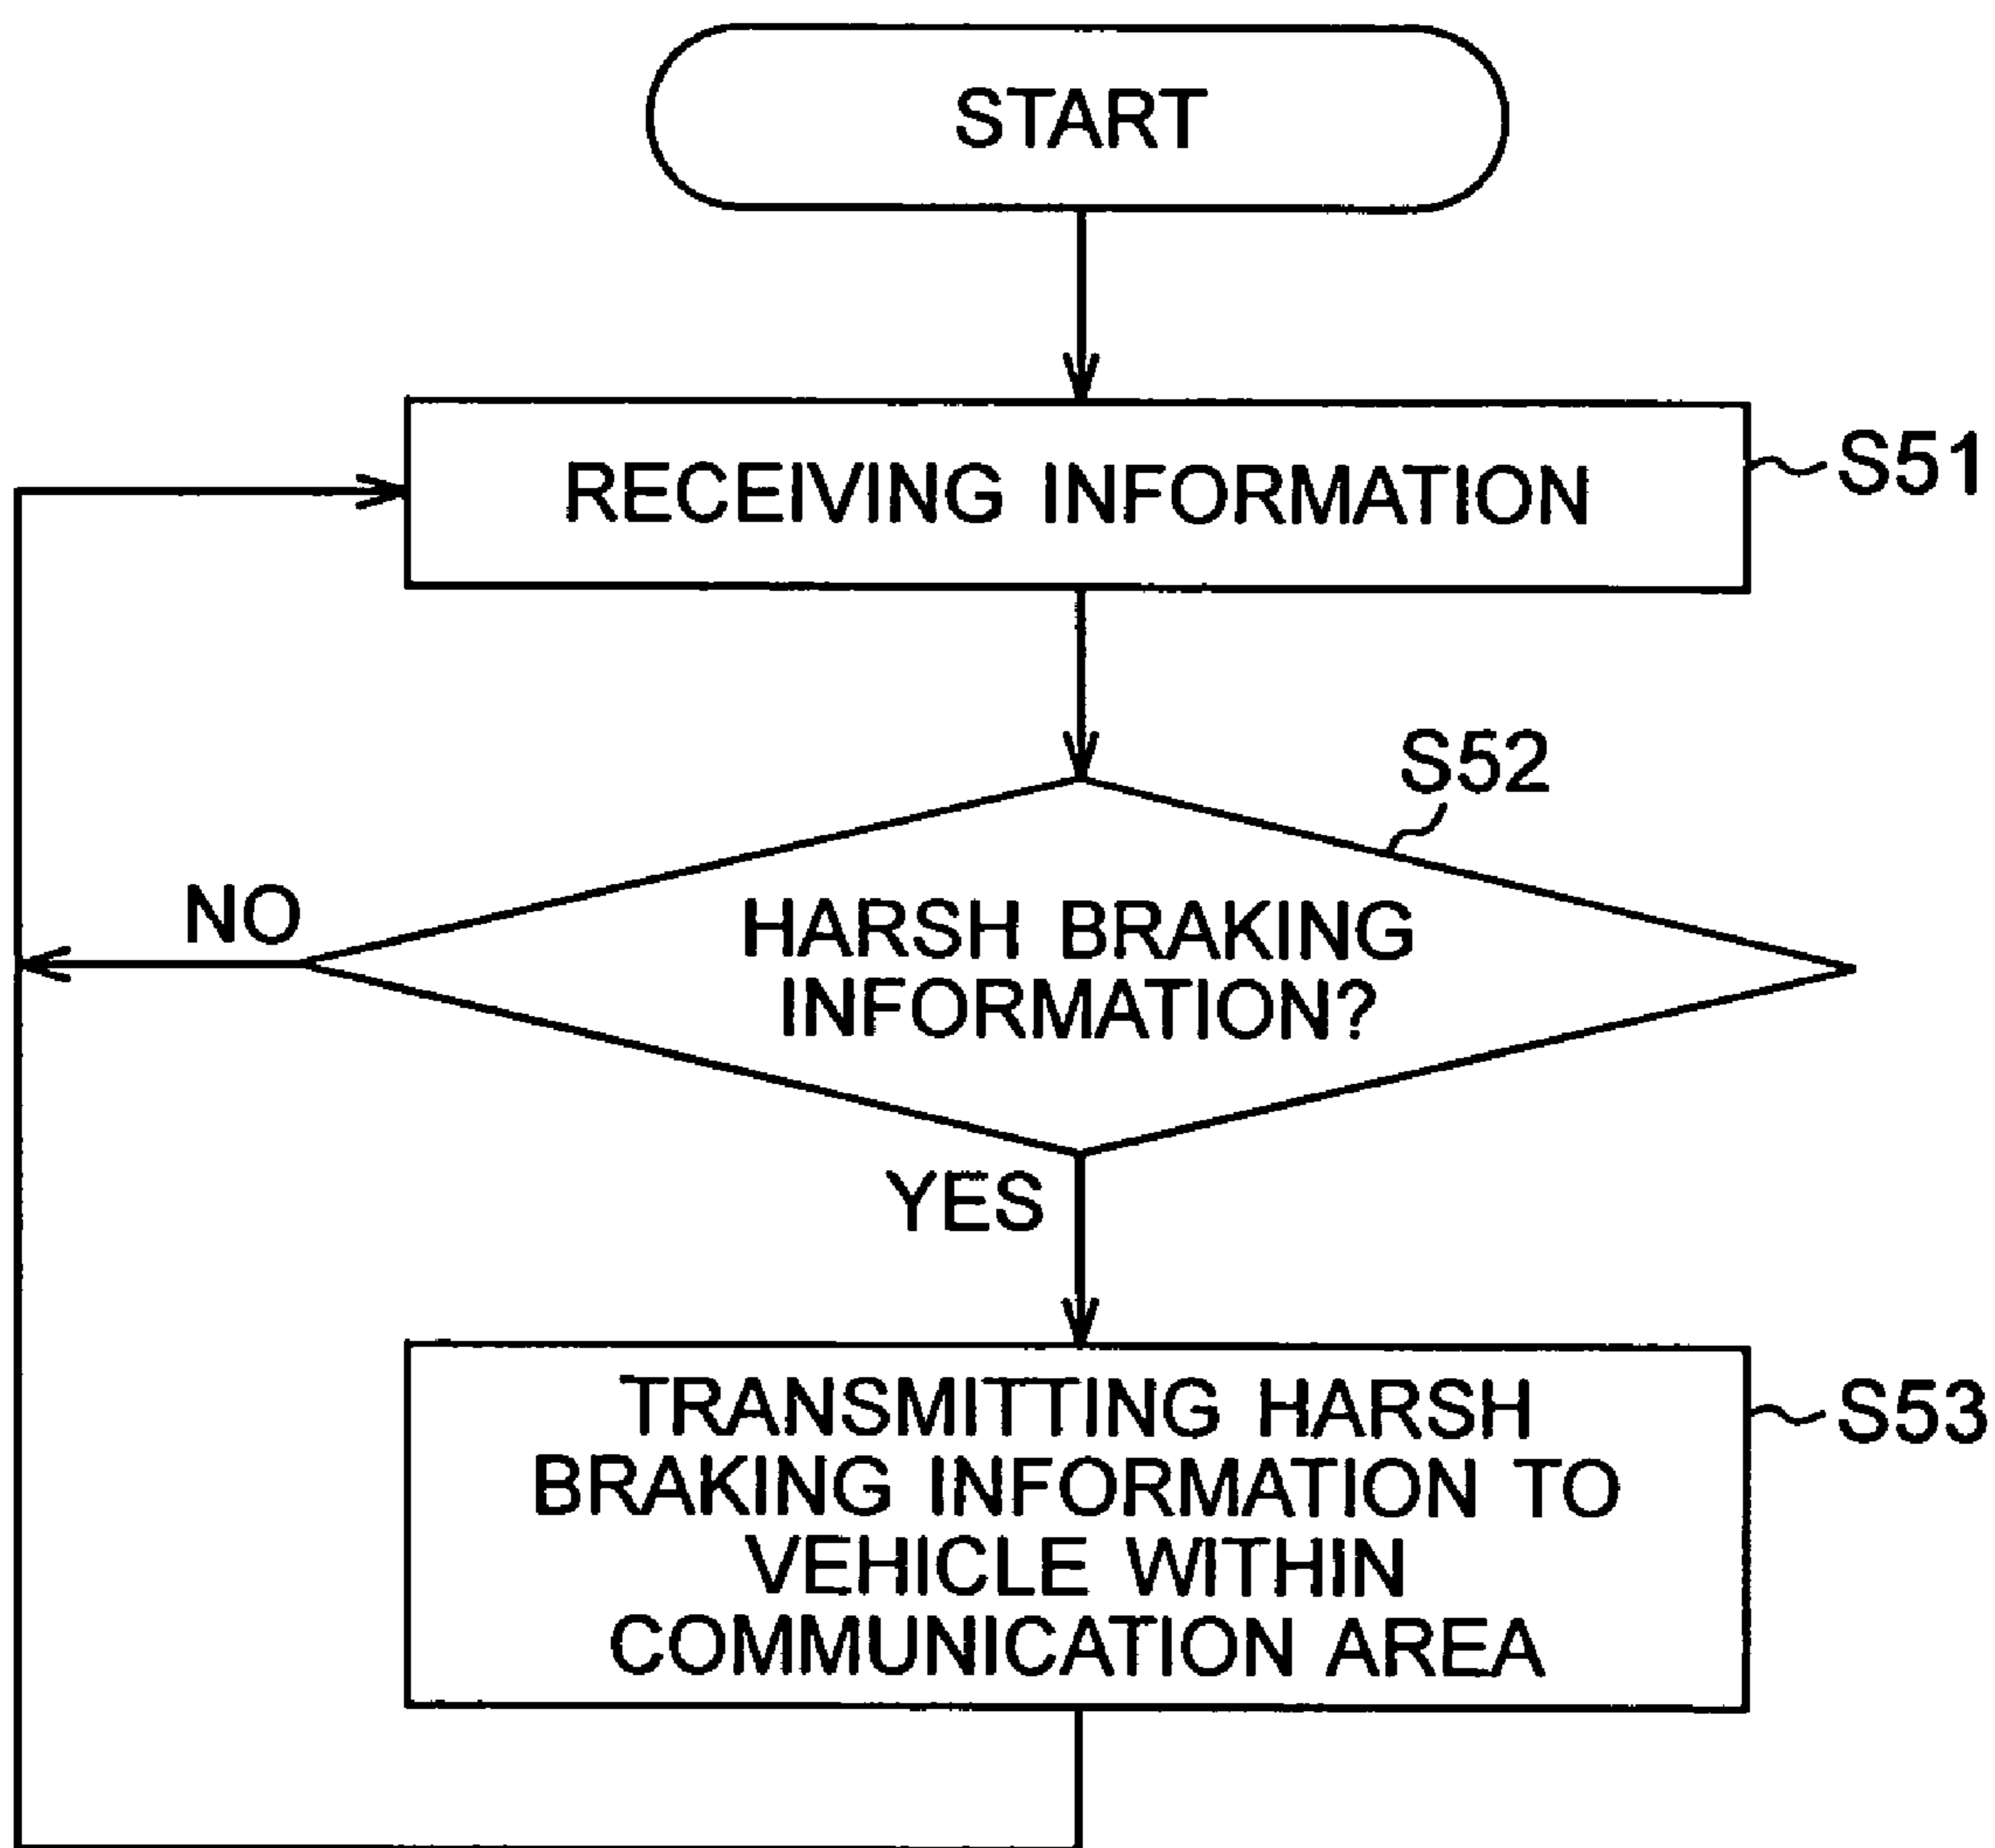 START
RECEIVING INFORMATION
S51
S52
NO
HARSH BRAKING
INFORMATION?
YES
TRANSMITTING HARSH
BRAKING INFORMATION TO
VEHICLE WITHIN
COMMUNICATION AREA
S53